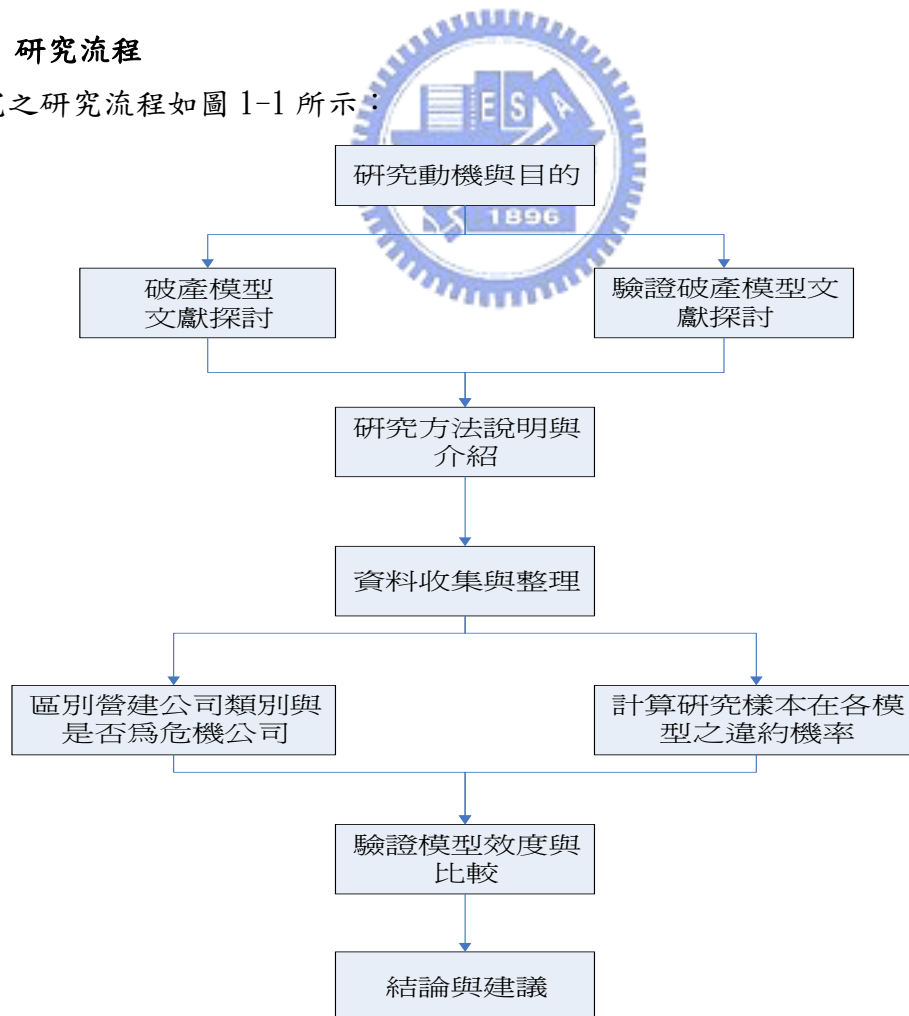 研究流程
之研究流程如圖 1-1 所示：
ESA
1896
研究動機與目的
破產模型
文獻探討
驗證破產模型文
獻探討
研究方法說明與
介紹
資料收集與整理
區別營建公司類別與
是否為危機公司
計算研究樣本在各模
型之違約機率
驗證模型效度與
比較
結論與建議